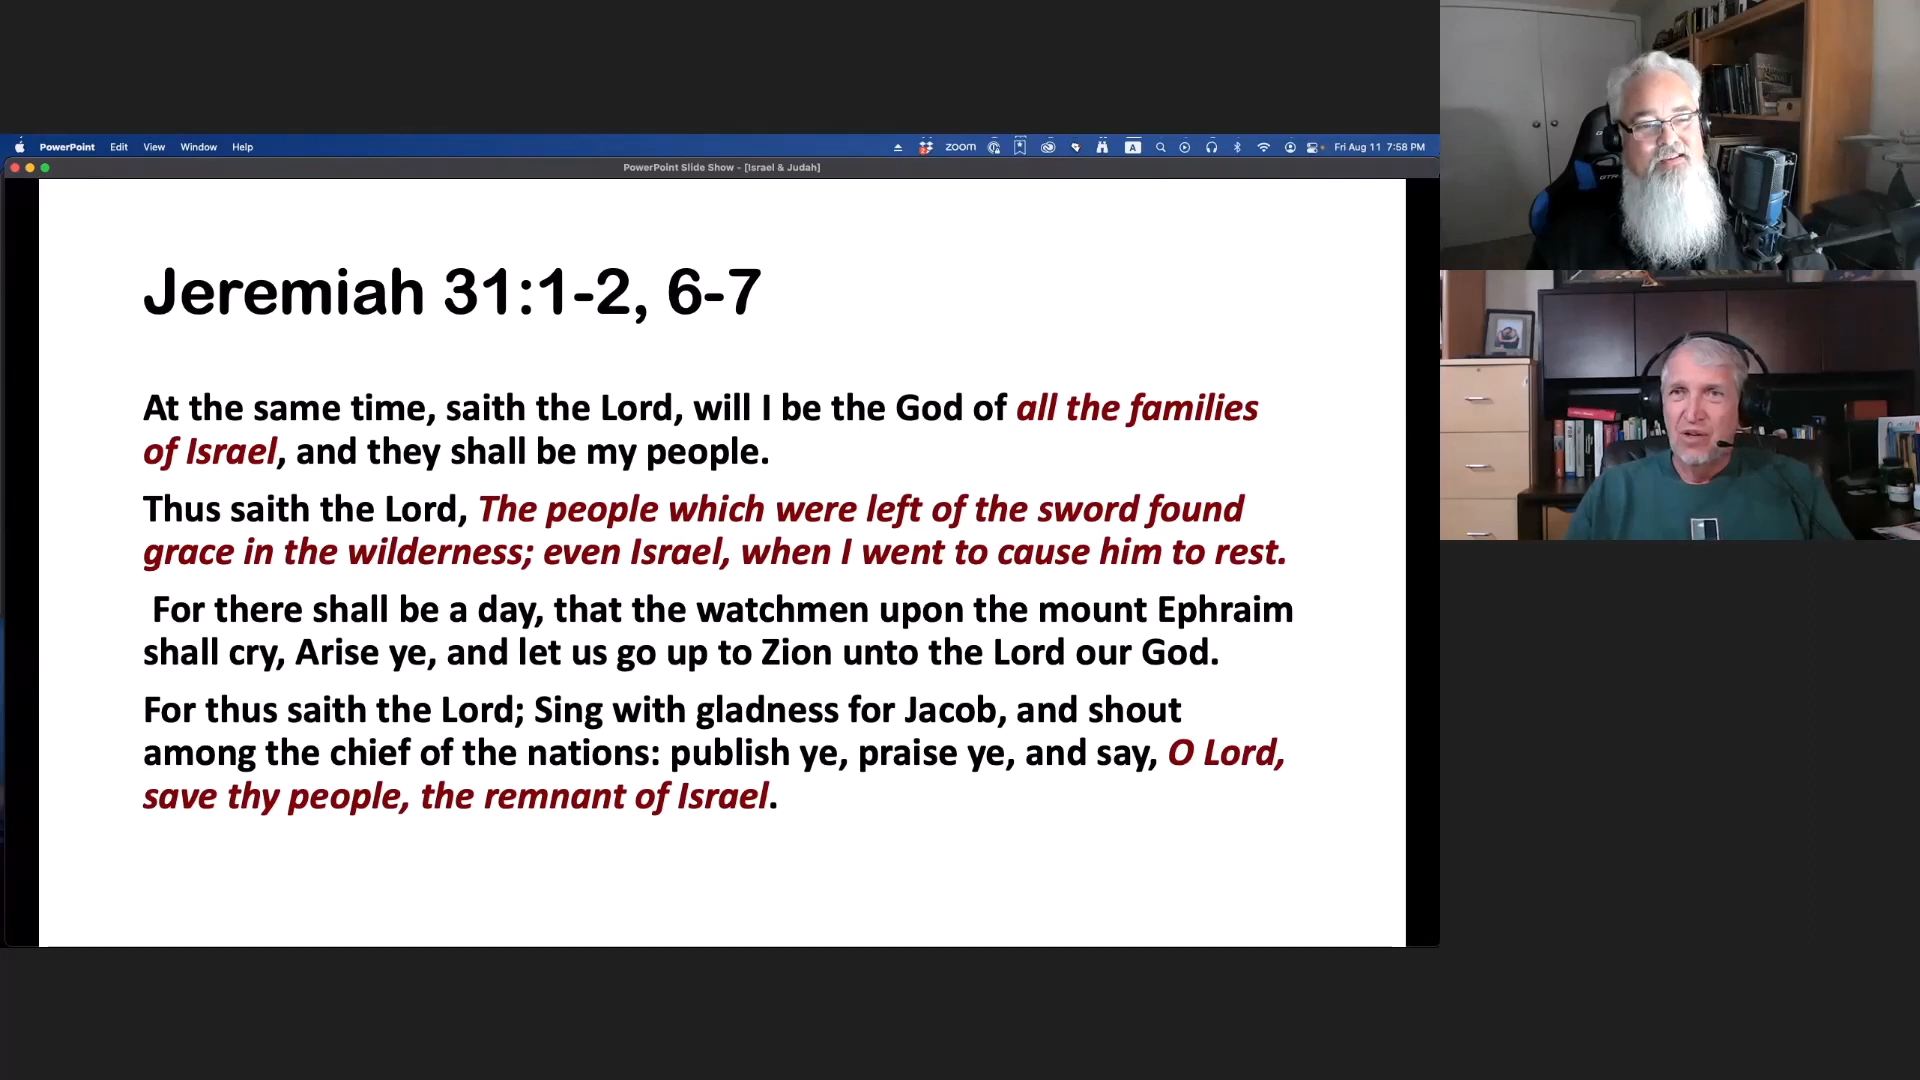 PowerPoint Edit View Window Help zoom A Fri Aug 11 7:58 PM
PowerPoint Slide Show - [Israel & Judah]
Jeremiah 31:1-2, 6-7
At the same time, saith the Lord, will I be the God of all the families
of Israel, and they shall be my people.
Thus saith the Lord, The people which were left of the sword found
grace in the wilderness; even Israel, when I went to cause him to rest.
For there shall be a day, that the watchmen upon the mount Ephraim
shall cry, Arise ye, and let us go up to Zion unto the Lord our God.
For thus saith the Lord; Sing with gladness for Jacob, and shout
among the chief of the nations: publish ye, praise ye, and say, O Lord,
save thy people, the remnant of Israel.